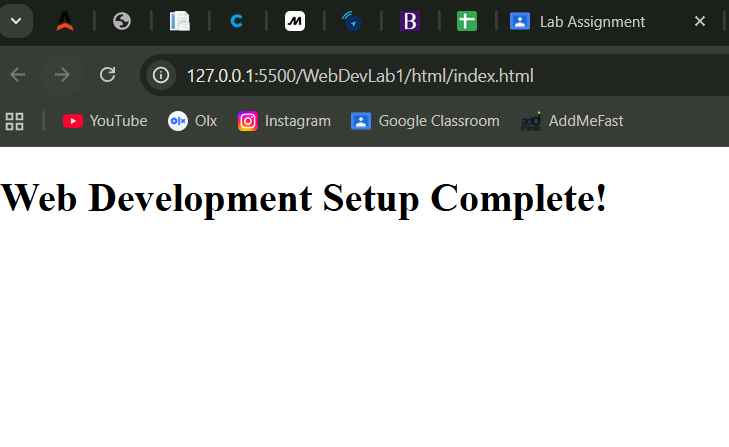 Lab Assignment
127.0.0.1:5500/WebDevLab1/html/index.html
YouTube Olx Instagram Google Classroom AddMeFast
Web Development Setup Complete!